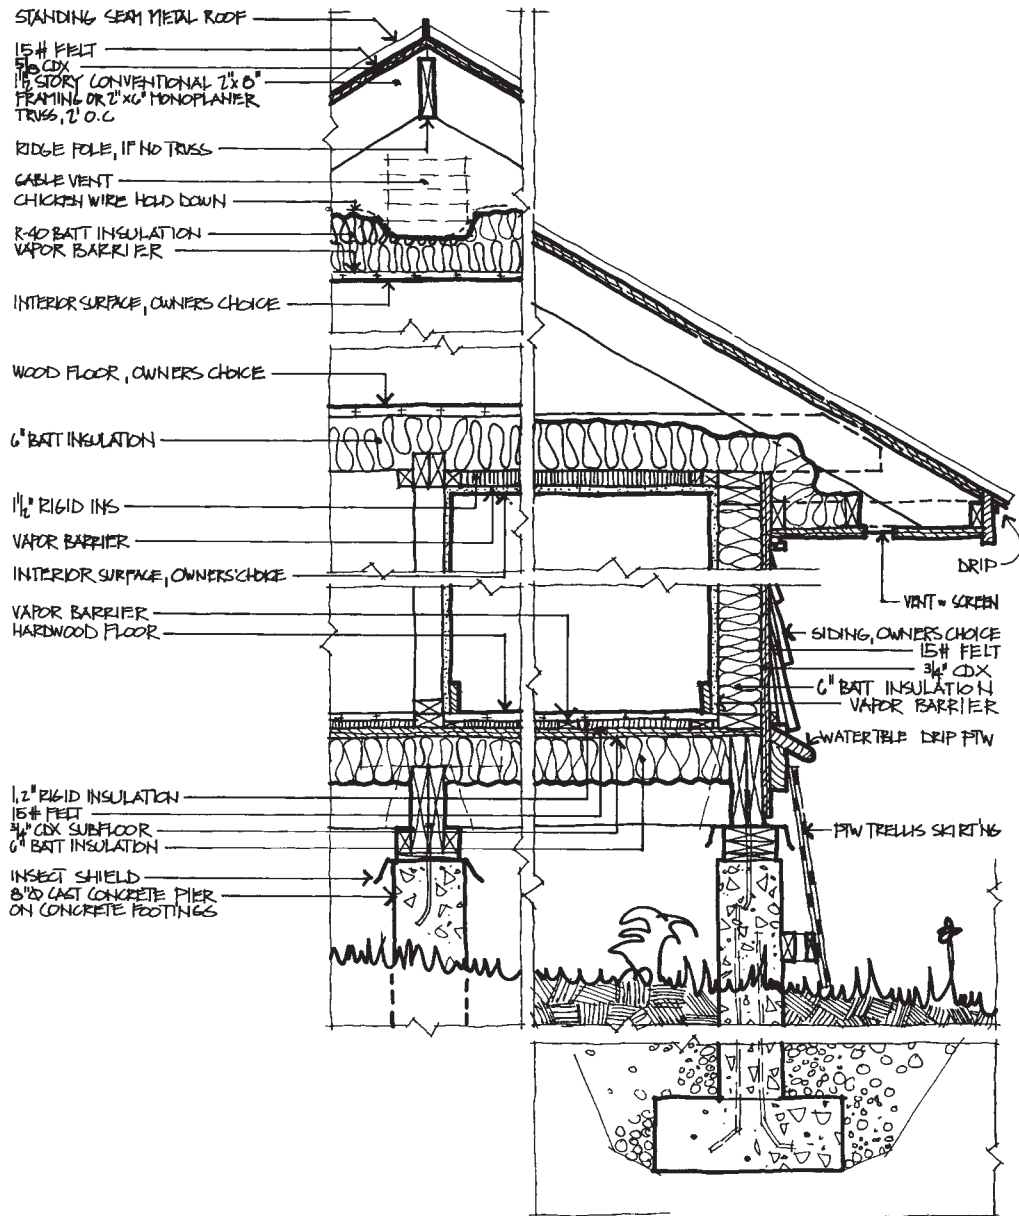 STANDING SEAM METAL ROOF
15# FELT
5/8 CDX
1½ STORY CONVENTIONAL 2"x8"
FRAMING OR 2"x6" MONOPLANER
TRUSS, 2' O.C
RIDGE POLE, IF NO TRUSS
GABLE VENT
CHICKEN WIRE HOLD DOWN
R-40 BATT INSULATION
VAPOR BARRIER
INTERIOR SURFACE, OWNERS CHOICE
WOOD FLOOR, OWNERS CHOICE
6" BATT INSULATION
1½" RIGID INS
VAPOR BARRIER
INTERIOR SURFACE, OWNERS' CHOICE
VAPOR BARRIER
HARDWOOD FLOOR
1.2" RIGID INSULATION
15# FELT
¾" CDX SUBFLOOR
6" BATT INSULATION
INSECT SHIELD
8"Ø CAST CONCRETE PIER
ON CONCRETE FOOTINGS
DRIP
VENT w SCREEN
SIDING, OWNERS CHOICE
15# FELT
¾" CDX
6" BATT INSULATION
VAPOR BARRIER
WATERTBLE DRIP PTW
PTW TRELLIS SKIRTING